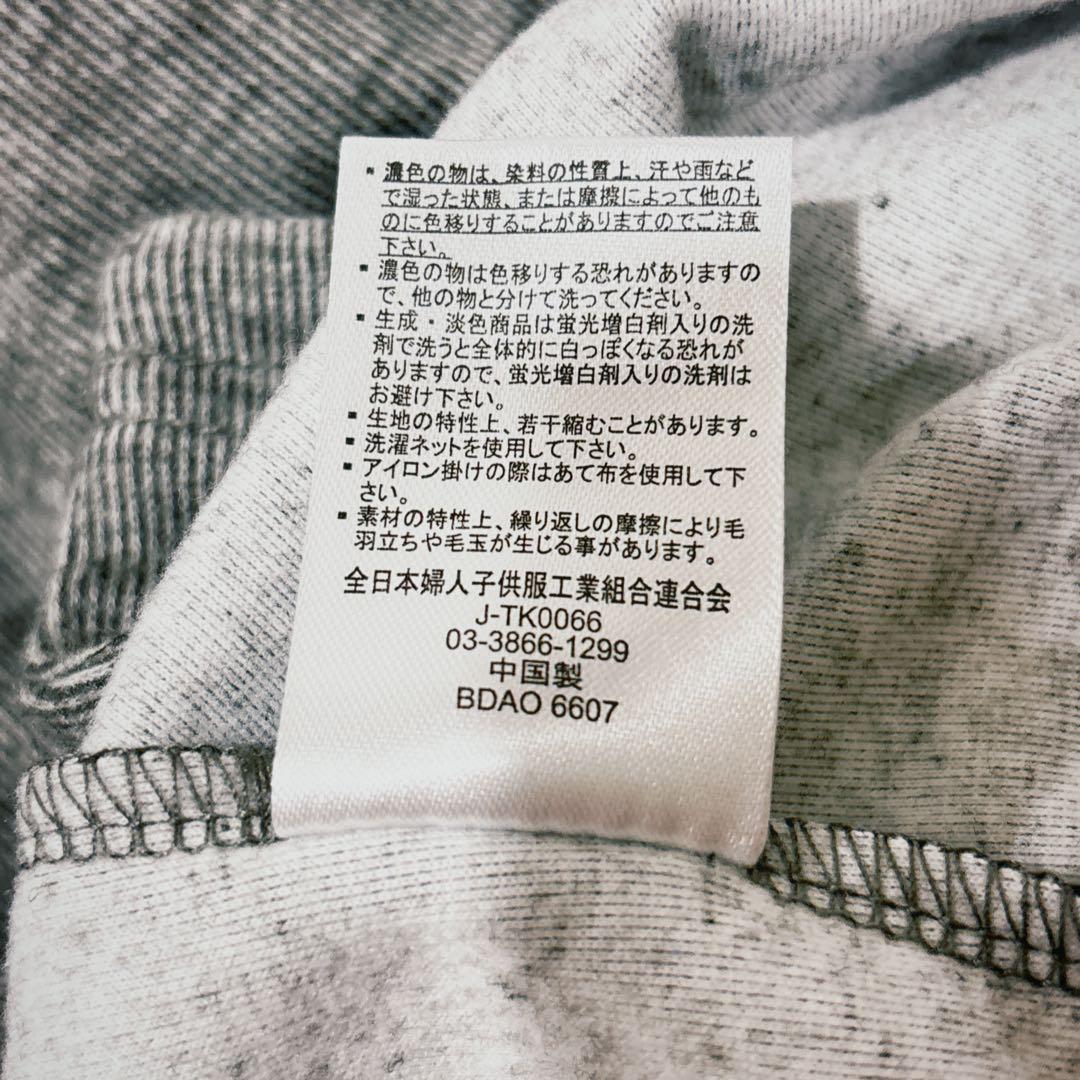 ▪ 濃色の物は、染料の性質上、汗や雨など
で湿った状態、または摩擦によって他のも
のに色移りすることがありますのでご注意
下さい。
▪ 濃色の物は色移りする恐れがありますの
で、他の物と分けて洗ってください。
▪ 生成・淡色商品は蛍光増白剤入りの洗
剤で洗うと全体的に白っぽくなる恐れが
ありますので、蛍光増白剤入りの洗剤は
お避け下さい。
▪ 生地の特性上、若干縮むことがあります。
▪ 洗濯ネットを使用して下さい。
▪ アイロン掛けの際はあて布を使用して下
さい。
▪ 素材の特性上、繰り返しの摩擦により毛
羽立ちや毛玉が生じる事があります。
全日本婦人子供服工業組合連合会
J-TK0066
03-3866-1299
中国製
BDAO 6607